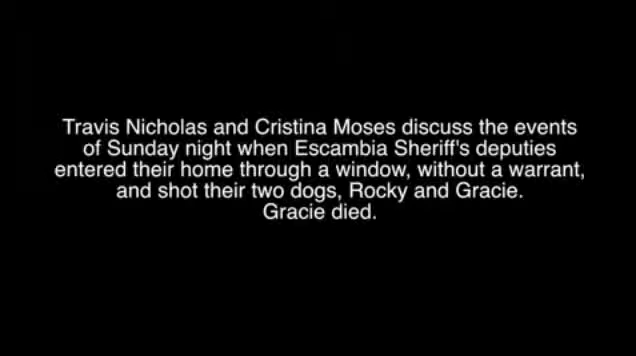 Travis Nicholas and Cristina Moses discuss the events
of Sunday night when Escambia Sheriff's deputies
entered their home through a window, without a warrant,
and shot their two dogs, Rocky and Gracie.
Gracie died.